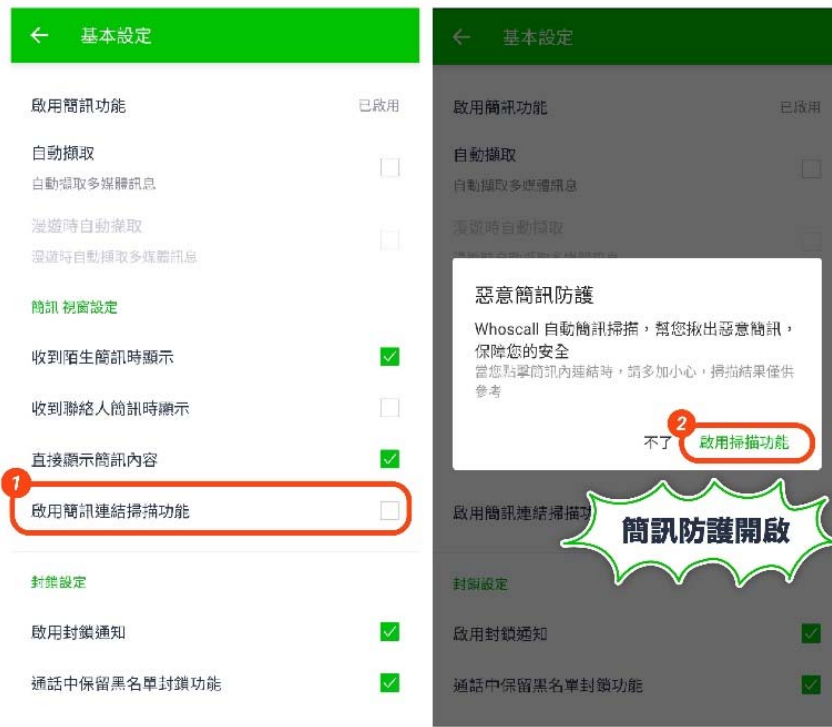 基本設定
啟用簡訊功能 已啟用
自動擷取
自動擷取多媒體訊息
漫遊時自動擷取
漫遊時自動擷取多媒體訊息
簡訊 視窗設定
收到陌生簡訊時顯示
收到聯絡人簡訊時顯示
直接顯示簡訊內容
1
啟用簡訊連結掃描功能
封鎖設定
啟用封鎖通知
通話中保留黑名單封鎖功能
基本設定
啟用簡訊功能 已啟用
自動擷取
自動擷取多媒體訊息
漫遊時自動擷取
惡意簡訊防護
Whoscall 自動簡訊掃描，幫您揪出惡意簡訊，
保障您的安全
當您點擊簡訊內連結時，請多加小心，掃描結果僅供
參考
2
不了 啟用掃描功能
啟用簡訊連結掃描
簡訊防護開啟
封鎖設定
啟用封鎖通知
通話中保留黑名單封鎖功能